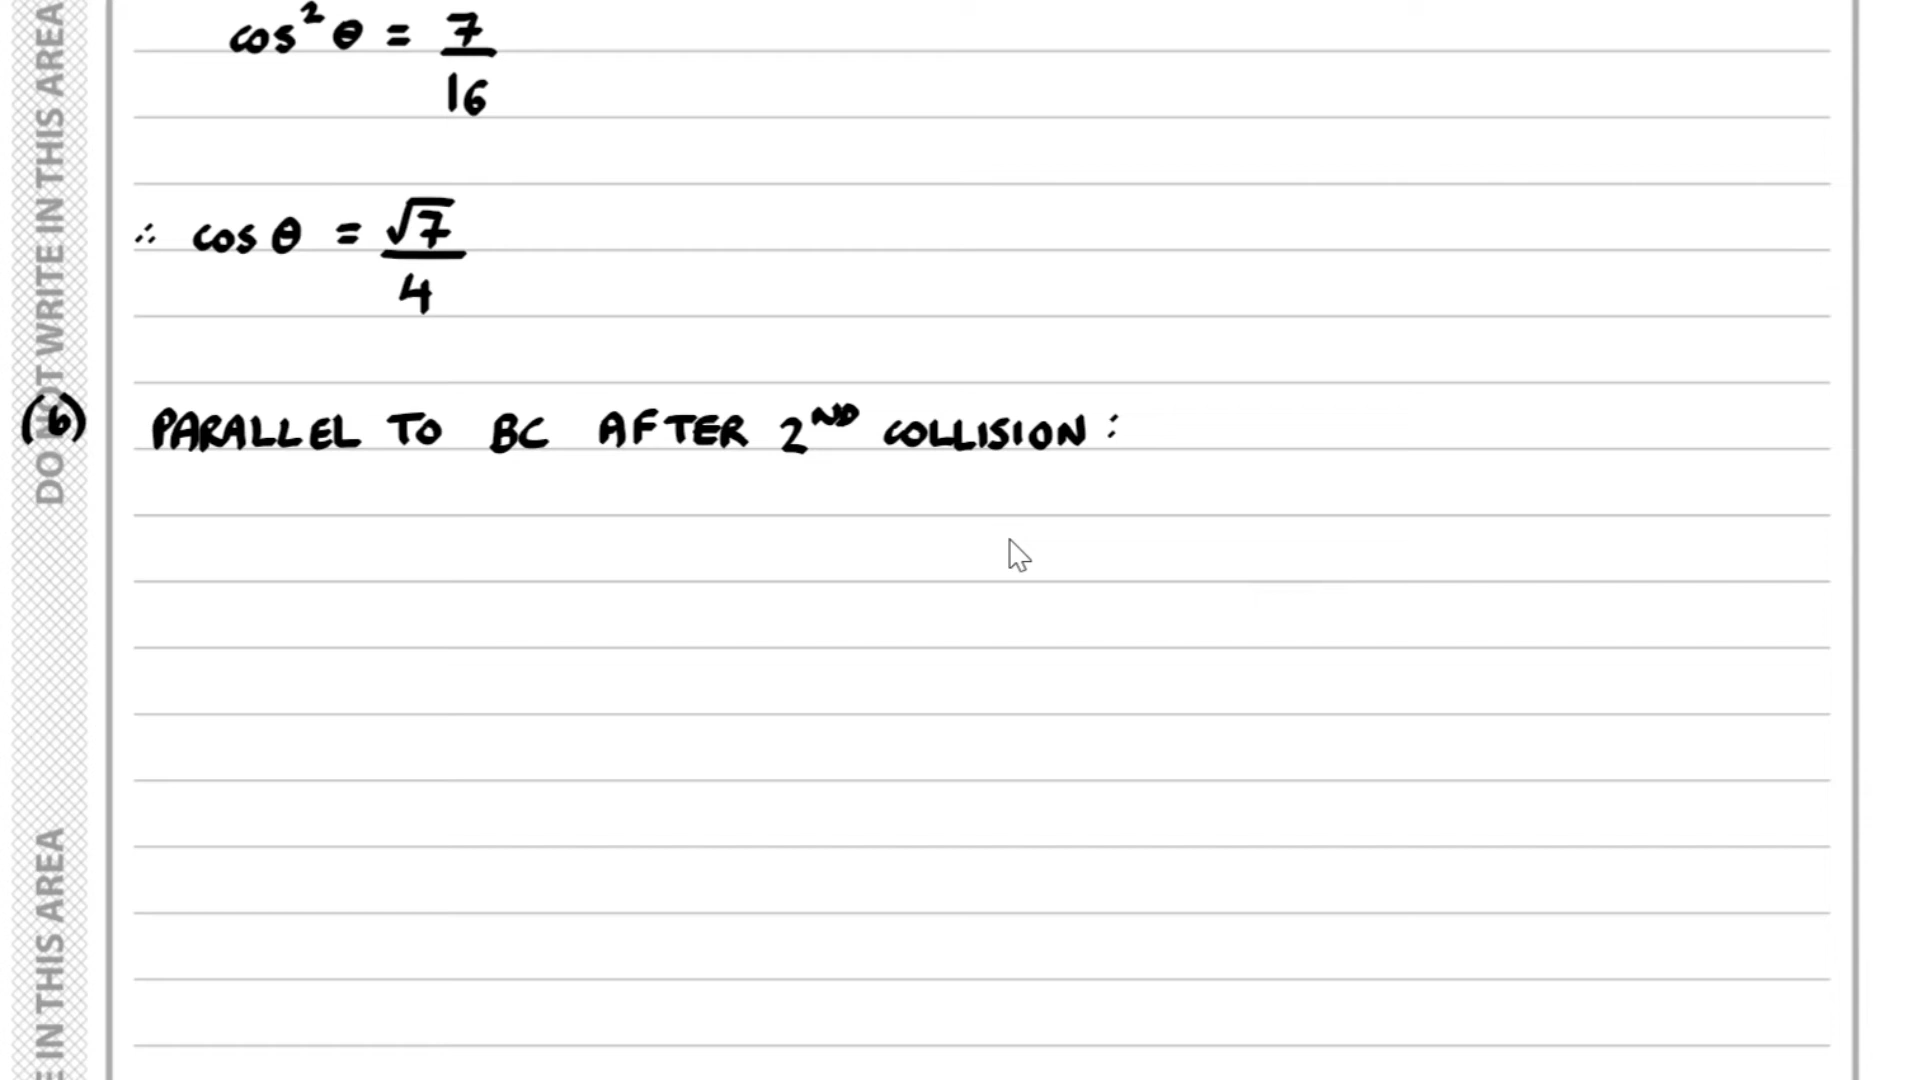 cos² θ = 7/16
∴ cos θ = √7/4
(b) PARALLEL TO BC AFTER 2ND COLLISION :
DO NOT WRITE IN THIS AREA
E IN THIS AREA